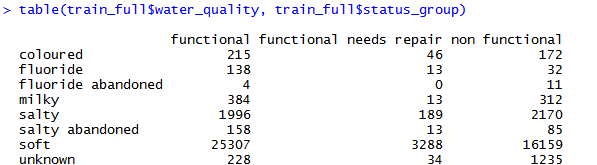 > table(train_full$water_quality, train_full$status_group)
functional functional needs repair non functional
coloured 215 46 172
fluoride 138 13 32
fluoride abandoned 4 0 11
milky 384 13 312
salty 1996 189 2170
salty abandoned 158 13 85
soft 25307 3288 16159
unknown 228 34 1235